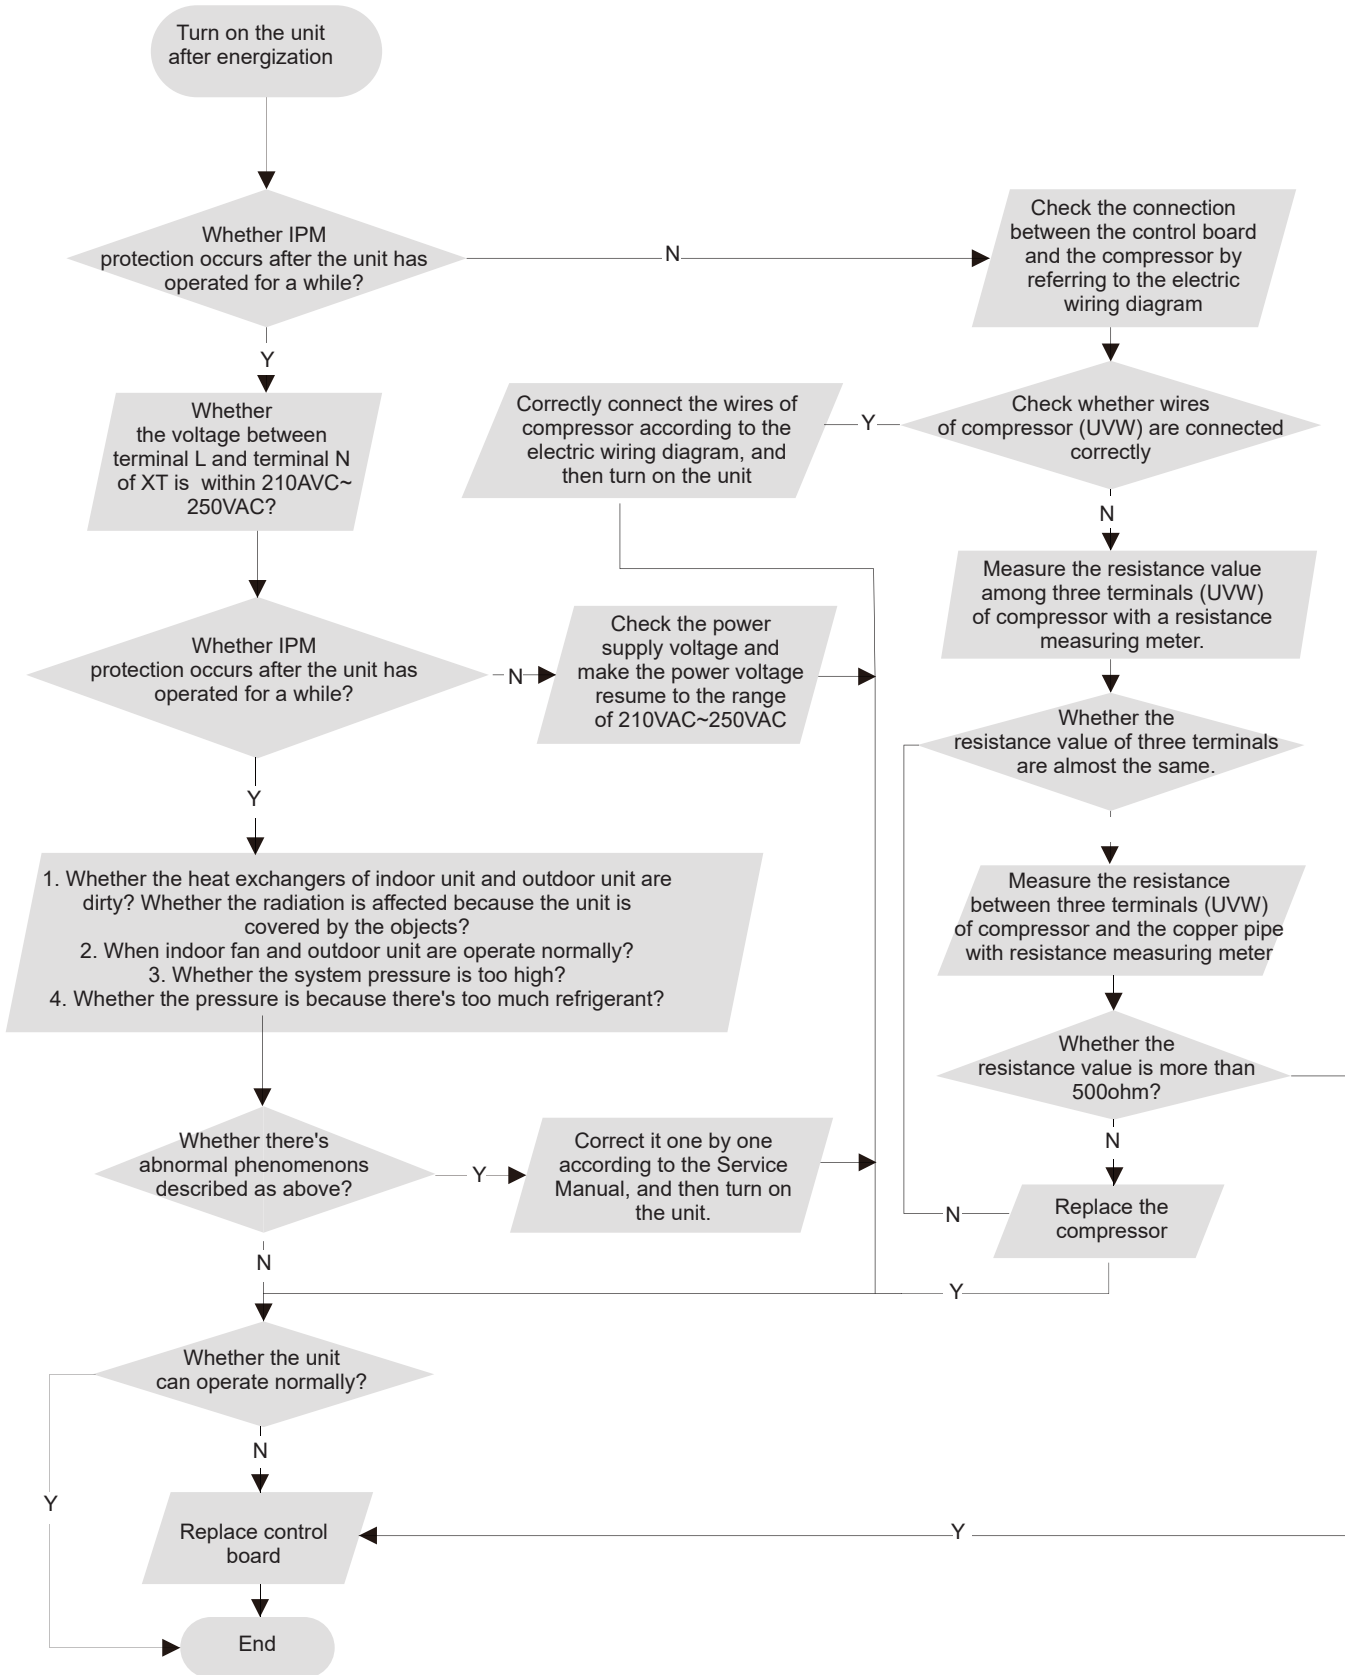 Turn on the unit
after energization
Whether IPM
protection occurs after the unit has
operated for a while?
N
Check the connection
between the control board
and the compressor by
referring to the electric
wiring diagram
Y
Whether
the voltage between
terminal L and terminal N
of XT is within 210AVC~
250VAC?
Correctly connect the wires of
compressor according to the
electric wiring diagram, and
then turn on the unit
Y
Check whether wires
of compressor (UVW) are connected
correctly
N
Measure the resistance value
among three terminals (UVW)
of compressor with a resistance
measuring meter.
Whether IPM
protection occurs after the unit has
operated for a while?
N
Check the power
supply voltage and
make the power voltage
resume to the range
of 210VAC~250VAC
Whether the
resistance value of three terminals
are almost the same.
Y
1. Whether the heat exchangers of indoor unit and outdoor unit are
dirty? Whether the radiation is affected because the unit is
covered by the objects?
2. When indoor fan and outdoor unit are operate normally?
3. Whether the system pressure is too high?
4. Whether the pressure is because there's too much refrigerant?
Measure the resistance
between three terminals (UVW)
of compressor and the copper pipe
with resistance measuring meter
Whether the
resistance value is more than
500ohm?
Whether there's
abnormal phenomenons
described as above?
Y
Correct it one by one
according to the Service
Manual, and then turn on
the unit.
N
N
Replace the
compressor
N
Y
Whether the unit
can operate normally?
N
Y
Replace control
board
Y
End